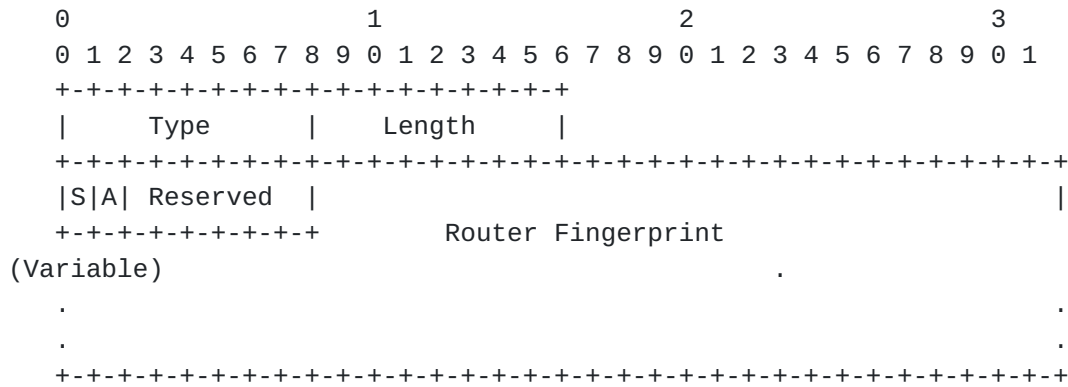 0                   1                   2                   3
0 1 2 3 4 5 6 7 8 9 0 1 2 3 4 5 6 7 8 9 0 1 2 3 4 5 6 7 8 9 0 1
+-+-+-+-+-+-+-+-+-+-+-+-+-+-+-+-+
|     Type      |    Length     |
+-+-+-+-+-+-+-+-+-+-+-+-+-+-+-+-+-+-+-+-+-+-+-+-+-+-+-+-+-+-+-+-+
|S|A| Reserved  |                                               |
+-+-+-+-+-+-+-+-+        Router Fingerprint
(Variable)                                       .
.                                                               .
.                                                               .
+-+-+-+-+-+-+-+-+-+-+-+-+-+-+-+-+-+-+-+-+-+-+-+-+-+-+-+-+-+-+-+-+